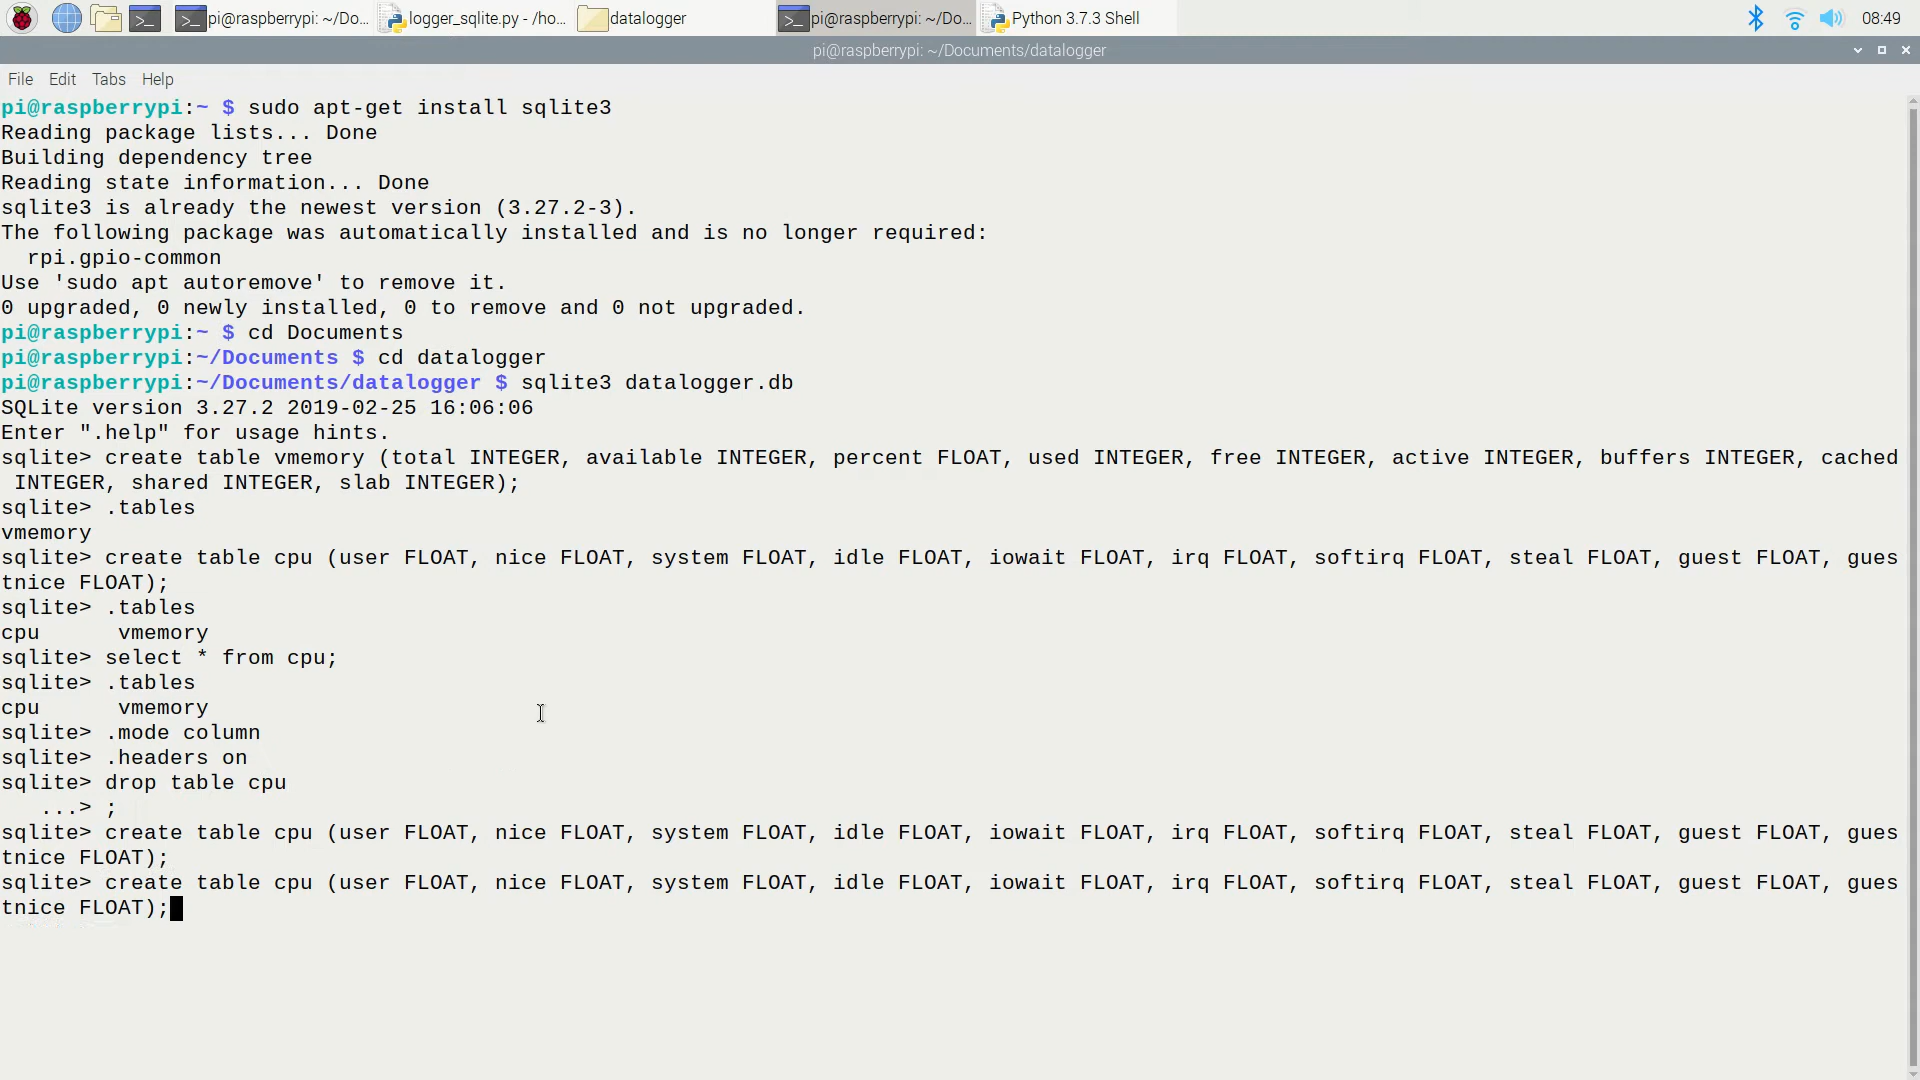 pi@raspberrypi: ~/Do...
logger_sqlite.py - /ho...
datalogger
pi@raspberrypi: ~/Do...
Python 3.7.3 Shell
08:49
pi@raspberrypi: ~/Documents/datalogger
File Edit Tabs Help
pi@raspberrypi:~ $ sudo apt-get install sqlite3
Reading package lists... Done
Building dependency tree
Reading state information... Done
sqlite3 is already the newest version (3.27.2-3).
The following package was automatically installed and is no longer required:
  rpi.gpio-common
Use 'sudo apt autoremove' to remove it.
0 upgraded, 0 newly installed, 0 to remove and 0 not upgraded.
pi@raspberrypi:~ $ cd Documents
pi@raspberrypi:~/Documents $ cd datalogger
pi@raspberrypi:~/Documents/datalogger $ sqlite3 datalogger.db
SQLite version 3.27.2 2019-02-25 16:06:06
Enter ".help" for usage hints.
sqlite> create table vmemory (total INTEGER, available INTEGER, percent FLOAT, used INTEGER, free INTEGER, active INTEGER, buffers INTEGER, cached
 INTEGER, shared INTEGER, slab INTEGER);
sqlite> .tables
vmemory
sqlite> create table cpu (user FLOAT, nice FLOAT, system FLOAT, idle FLOAT, iowait FLOAT, irq FLOAT, softirq FLOAT, steal FLOAT, guest FLOAT, gues
tnice FLOAT);
sqlite> .tables
cpu      vmemory
sqlite> select * from cpu;
sqlite> .tables
cpu      vmemory
sqlite> .mode column
sqlite> .headers on
sqlite> drop table cpu
   ...> ;
sqlite> create table cpu (user FLOAT, nice FLOAT, system FLOAT, idle FLOAT, iowait FLOAT, irq FLOAT, softirq FLOAT, steal FLOAT, guest FLOAT, gues
tnice FLOAT);
sqlite> create table cpu (user FLOAT, nice FLOAT, system FLOAT, idle FLOAT, iowait FLOAT, irq FLOAT, softirq FLOAT, steal FLOAT, guest FLOAT, gues
tnice FLOAT);